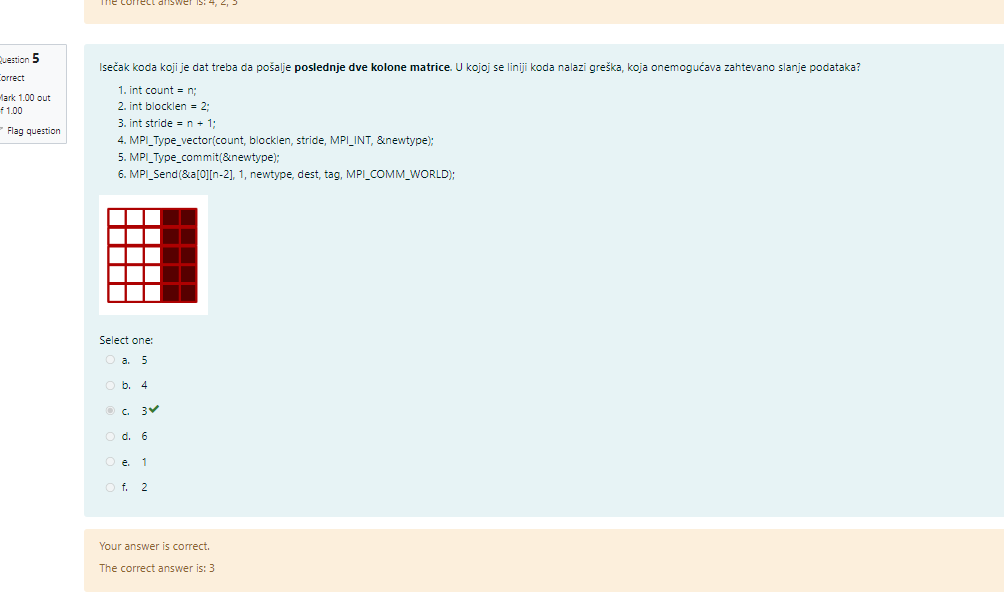 The correct answer is: 4, 2, 3
Question 5
Correct
Mark 1.00 out
of 1.00
Flag question
Isečak koda koji je dat treba da pošalje poslednje dve kolone matrice. U kojoj se liniji koda nalazi greška, koja onemogućava zahtevano slanje podataka?
1. int count = n;
2. int blocklen = 2;
3. int stride = n + 1;
4. MPI_Type_vector(count, blocklen, stride, MPI_INT, &newtype);
5. MPI_Type_commit(&newtype);
6. MPI_Send(&a[0][n-2], 1, newtype, dest, tag, MPI_COMM_WORLD);
Select one:
a. 5
b. 4
c. 3
d. 6
e. 1
f. 2
Your answer is correct.
The correct answer is: 3